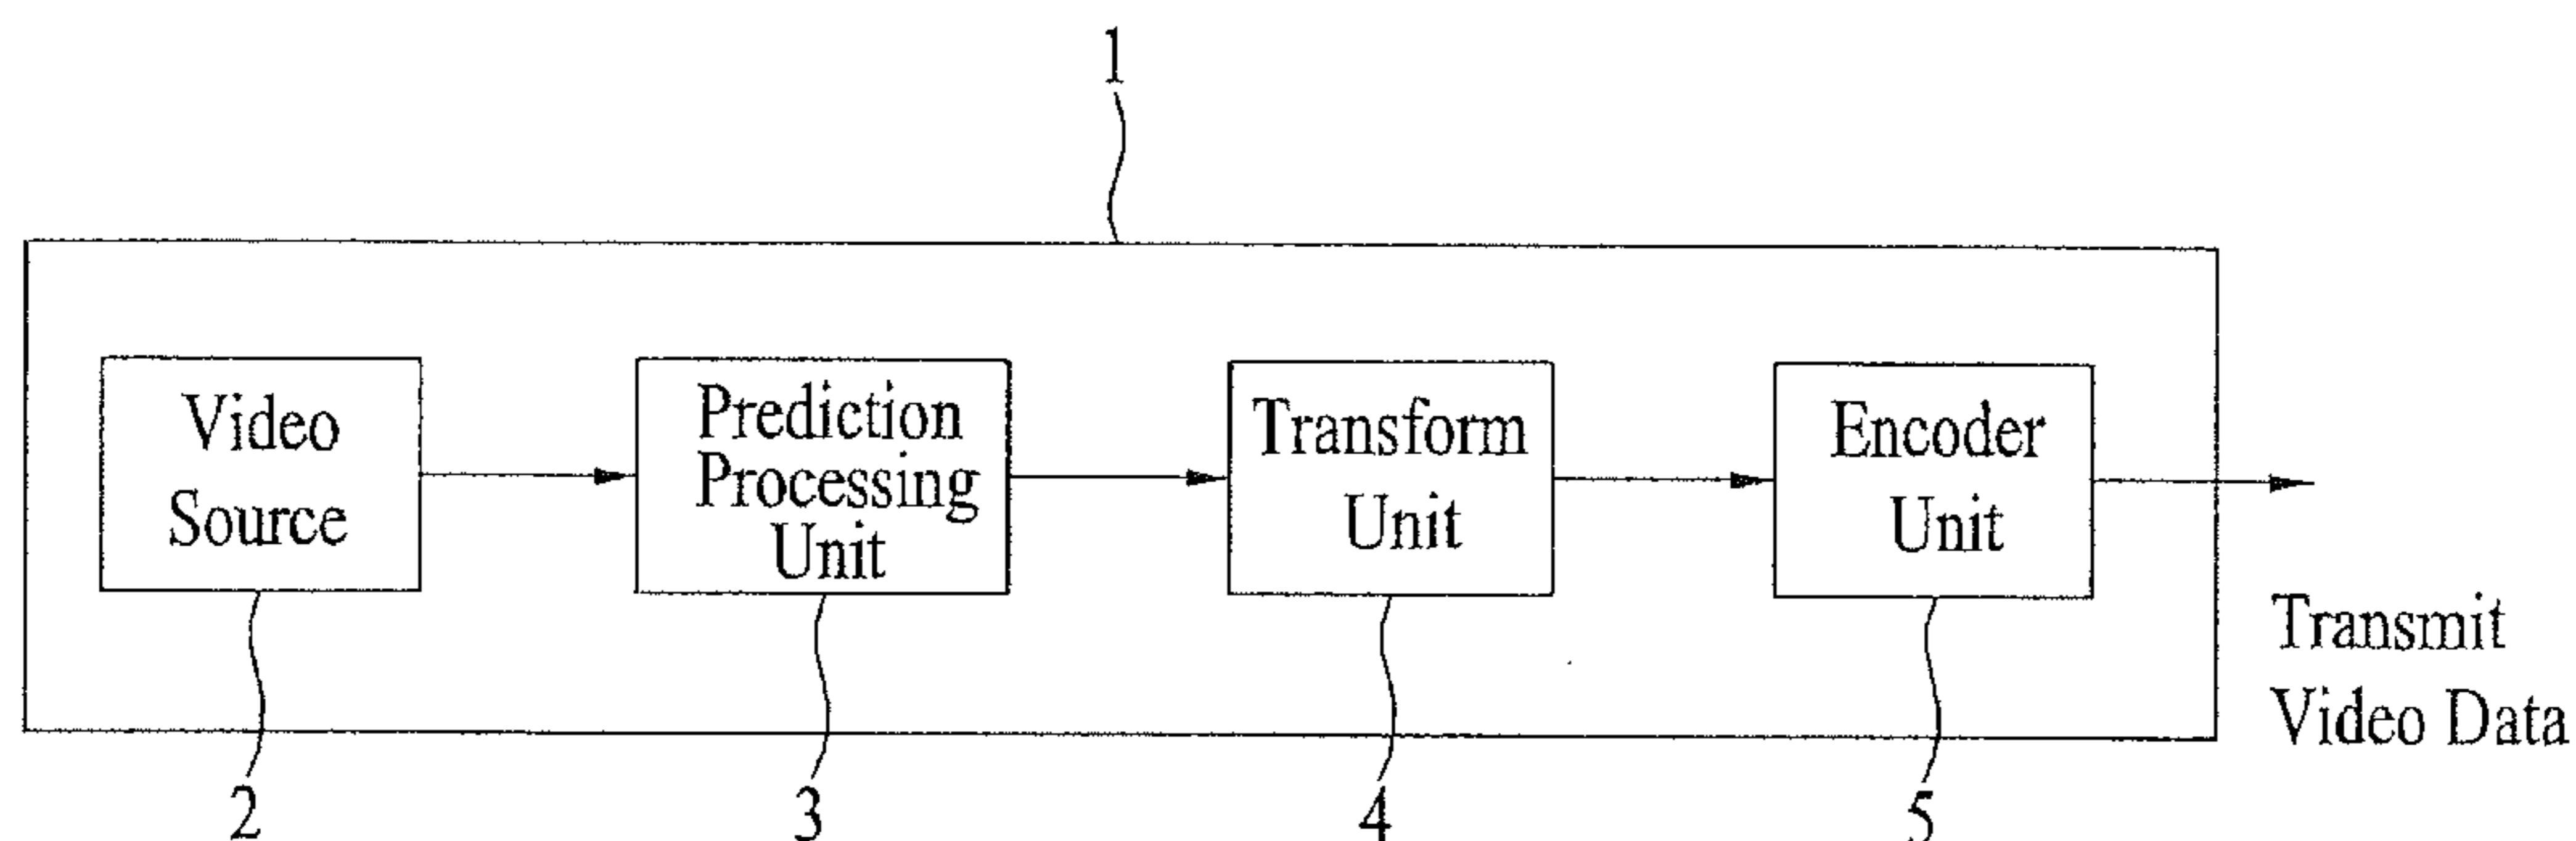 1
Video
Source
Prediction
Processing
Unit
Transform
Unit
Encoder
Unit
Transmit
Video Data
2
3
4
5